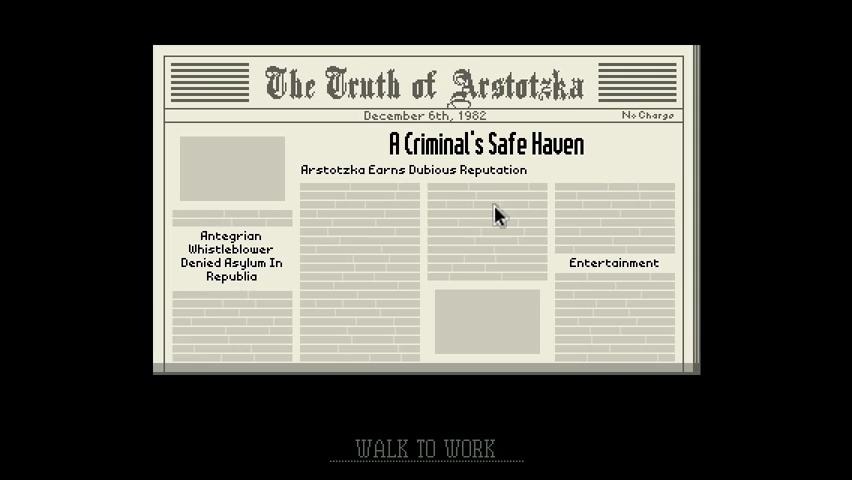 The Truth of Arstotzka
December 6th, 1982
No Charge
A Criminal's Safe Haven
Arstotzka Earns Dubious Reputation
Antegrian
Whistleblower
Denied Asylum In
Republia
Entertainment
WALK TO WORK